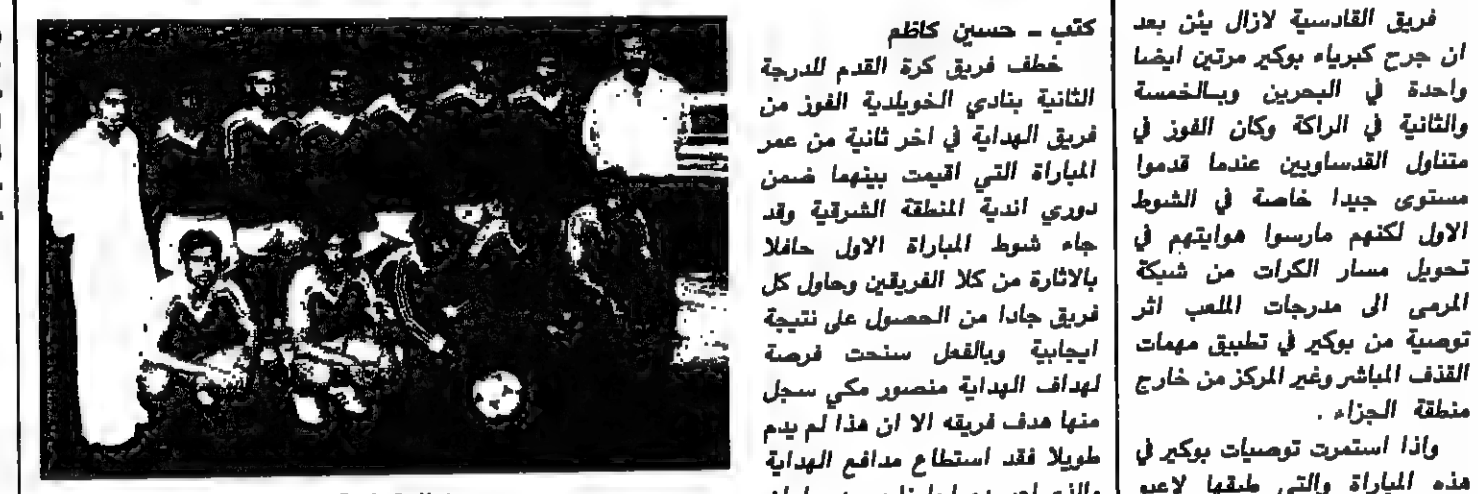 فريق القادسية لازال يئن بعد
ان جرح كبرياء بوكير مرتين ايضا
واحدة في البحرين وبالخمسة
والثانية في الراكة وكان الفوز في
متناول القدساويين عندما قدموا
مستوى جيدا خاصة في الشوط
الاول لكنهم مارسوا هوايتهم في
تحويل مسار الكرات من شبكة
المرمى الى مدرجات الملعب اثر
توصية من بوكير في تطبيق مهمات
القذف المباشر وغير المركز من خارج
منطقة الجزاء .
واذا استمرت توصيات بوكير في
هذه المباراة والتي طبقها لاعبو
كتب ـ حسين كاظم
خطف فريق كرة القدم للدرجة
الثانية بنادي الخويلدية الفوز من
فريق الهداية في اخر ثانية من عمر
المباراة التي اقيمت بينهما ضمن
دوري اندية المنطقة الشرقية وقد
جاء شوط المباراة الاول حافلا
بالاثارة من كلا الفريقين وحاول كل
فريق جادا من الحصول على نتيجة
ايجابية وبالفعل سنحت فرصة
لهداف الهداية منصور مكي سجل
منها هدف فريقه الا ان هذا لم يدم
طويلا فقد استطاع مدافع الهداية